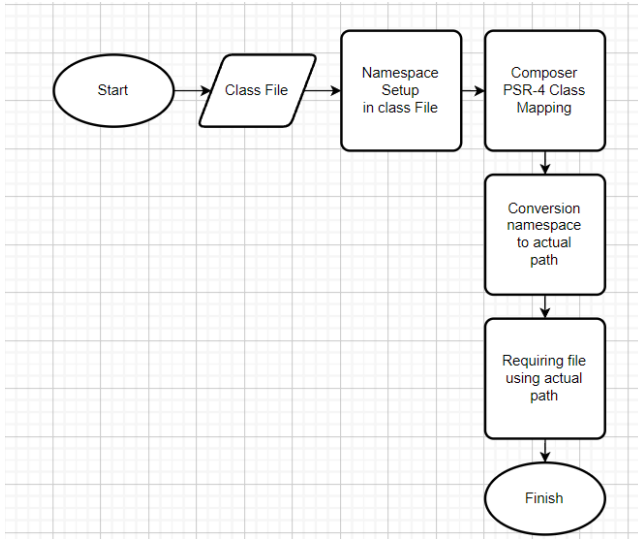 Start
Class File
Namespace
Setup
in class File
Composer
PSR-4 Class
Mapping
Conversion
namespace
to actual
path
Requiring file
using actual
path
Finish